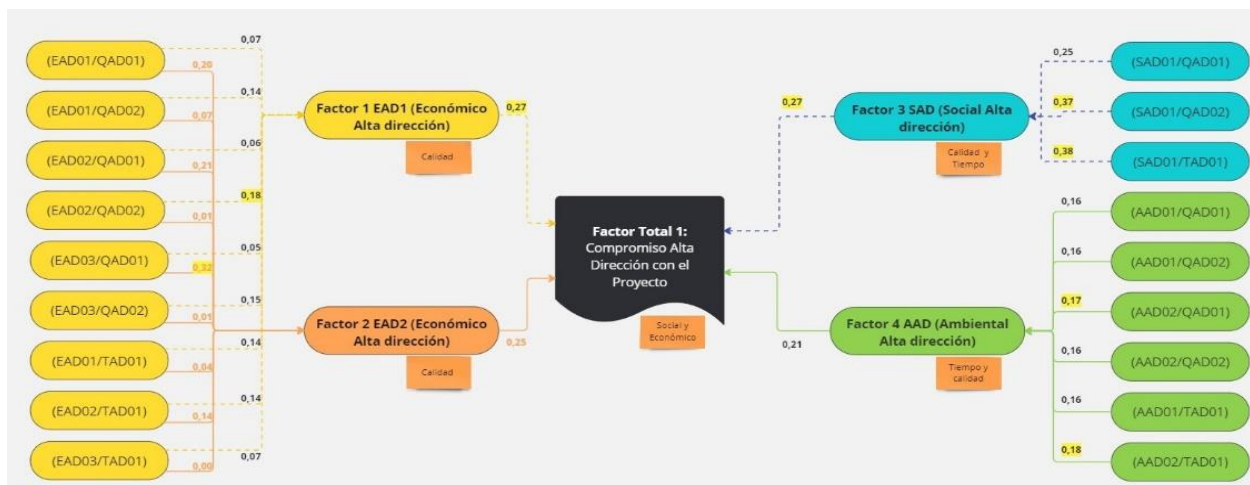 0,07
(EAD01/QAD01)
0,20
0,14
(EAD01/QAD02)
0,07
0,06
(EAD02/QAD01)
0,21
0,18
(EAD02/QAD02)
0,01
0,05
(EAD03/QAD01)
0,32
0,15
(EAD03/QAD02)
0,01
0,14
(EAD01/TAD01)
0,04
0,14
(EAD02/TAD01)
0,14
0,07
(EAD03/TAD01)
0,00
Factor 1 EAD1 (Económico
Alta dirección)
0,27
Calidad
Factor 2 EAD2 (Económico
Alta dirección)
0,25
Calidad
Factor Total 1:
Compromiso Alta
Dirección con el
Proyecto
Social y
Económico
0,27
Factor 3 SAD (Social Alta
dirección)
Calidad y
Tiempo
0,21
Factor 4 AAD (Ambiental
Alta dirección)
Tiempo y
calidad
0,25
(SAD01/QAD01)
0,37
(SAD01/QAD02)
0,38
(SAD01/TAD01)
0,16
(AAD01/QAD01)
0,16
(AAD01/QAD02)
0,17
(AAD02/QAD01)
0,16
(AAD02/QAD02)
0,16
(AAD01/TAD01)
0,18
(AAD02/TAD01)